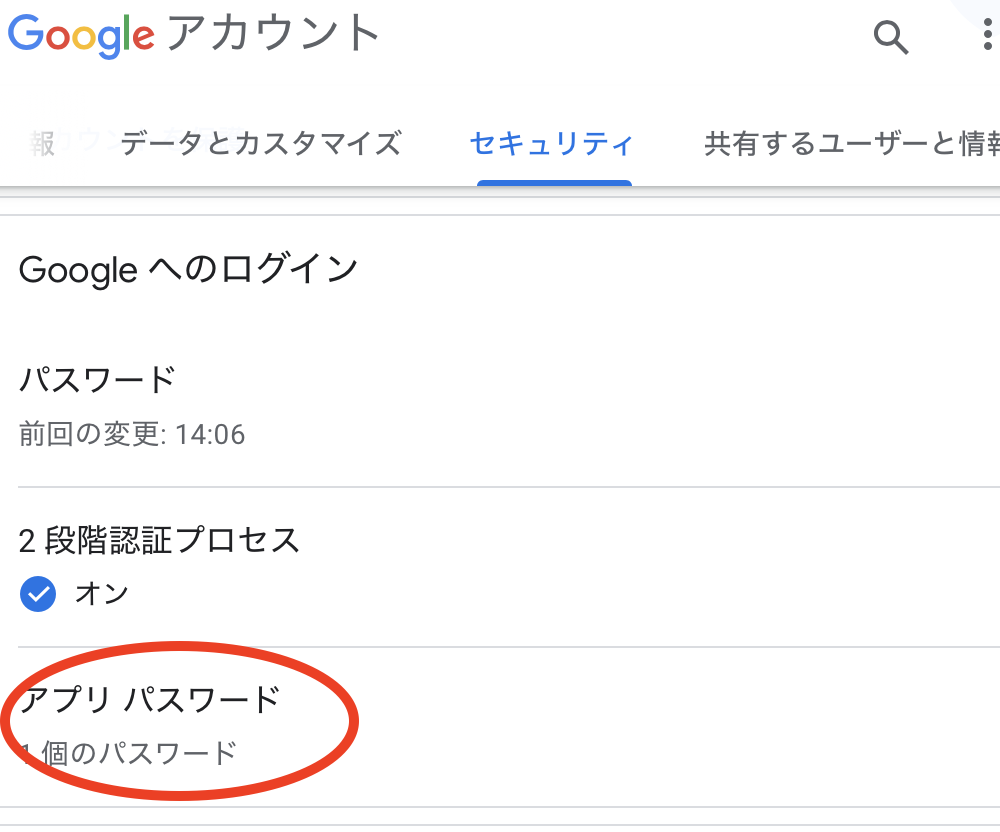 Google アカウント
報 データとカスタマイズ セキュリティ 共有するユーザーと情報
Google へのログイン
パスワード
前回の変更: 14:06
2 段階認証プロセス
オン
アプリ パスワード
1 個のパスワード